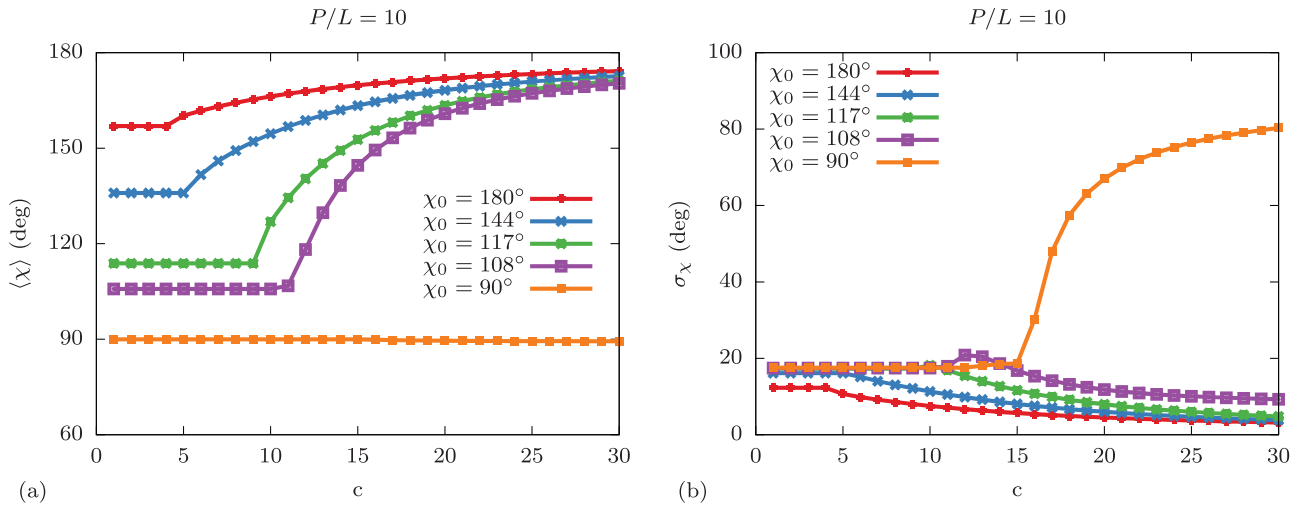 P/L = 10
180
150
120
90
60
⟨χ⟩ (deg)
χ0 = 180°
χ0 = 144°
χ0 = 117°
χ0 = 108°
χ0 = 90°
0 5 10 15 20 25 30
(a)
c
P/L = 10
100
80
60
40
20
0
σχ (deg)
χ0 = 180°
χ0 = 144°
χ0 = 117°
χ0 = 108°
χ0 = 90°
0 5 10 15 20 25 30
(b)
c